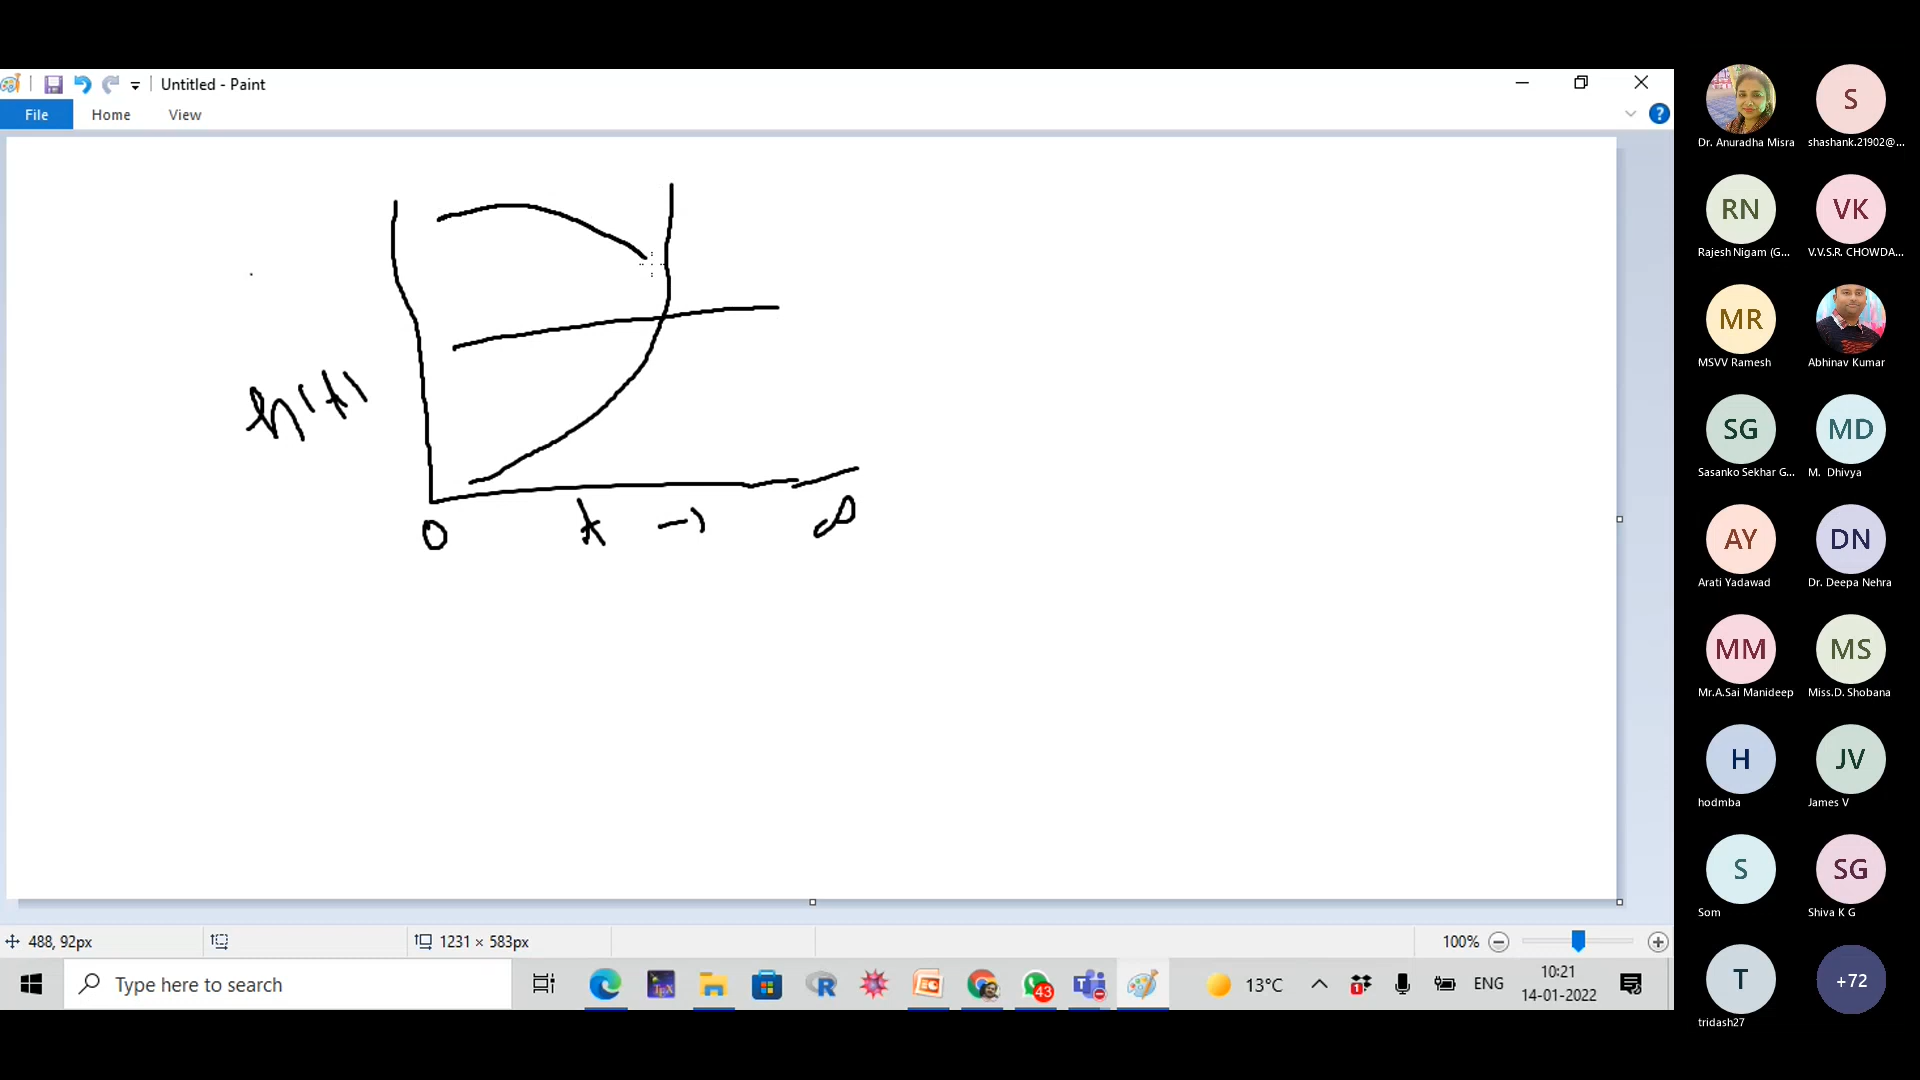 Untitled - Paint
File Home View
h(t)
0 t → ∞
488, 92px 1231 × 583px 100%
Type here to search
43
1
13°C ENG 10:21
14-01-2022
Dr. Anuradha Misra
S
shashank.21902@...
RN
Rajesh Nigam (G...
VK
V.V.S.R. CHOWDA...
MR
MSVV Ramesh
Abhinav Kumar
SG
Sasanko Sekhar G...
MD
M. Dhivya
AY
Arati Yadawad
DN
Dr. Deepa Nehra
MM
Mr.A.Sai Manideep
MS
Miss.D. Shobana
H
hodmba
JV
James V
S
Som
SG
Shiva K G
T
tridash27
+72